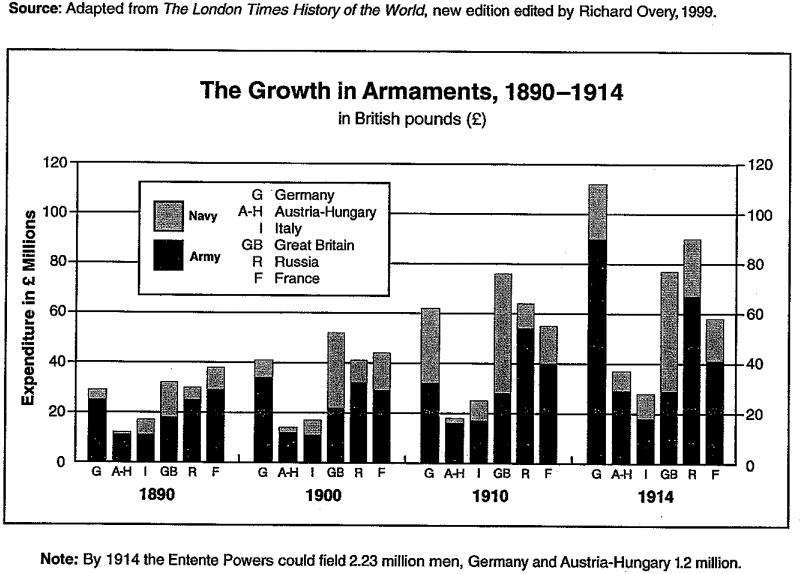 Source: Adapted from The London Times History of the World, new edition edited by Richard Overy, 1999.
The Growth in Armaments, 1890–1914
in British pounds (£)
Expenditure in £ Millions
120
100
80
60
40
20
0
Navy
Army
G Germany
A-H Austria-Hungary
I Italy
GB Great Britain
R Russia
F France
120
100
80
60
40
20
0
G A-H I GB R F
1890
G A-H I GB R F
1900
G A-H I GB R F
1910
G A-H I GB R F
1914
Note: By 1914 the Entente Powers could field 2.23 million men, Germany and Austria-Hungary 1.2 million.